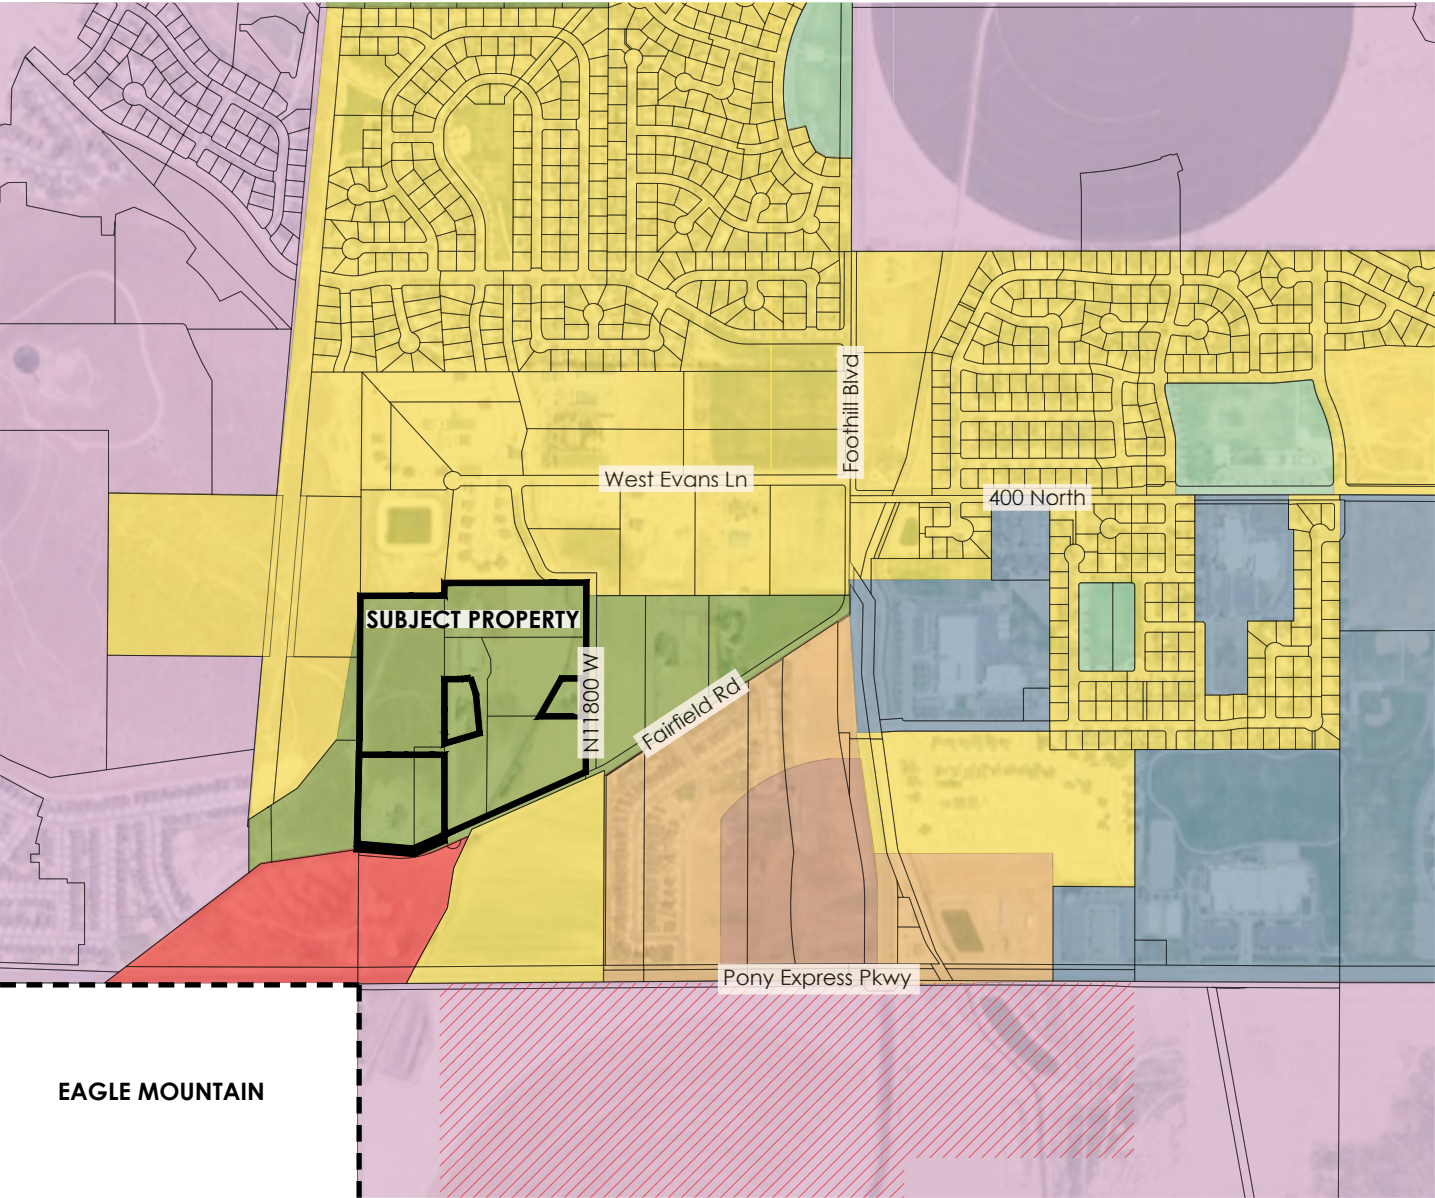 Foothill Blvd
West Evans Ln
400 North
SUBJECT PROPERTY
N11800 W
Fairfield Rd
Pony Express Pkwy
EAGLE MOUNTAIN